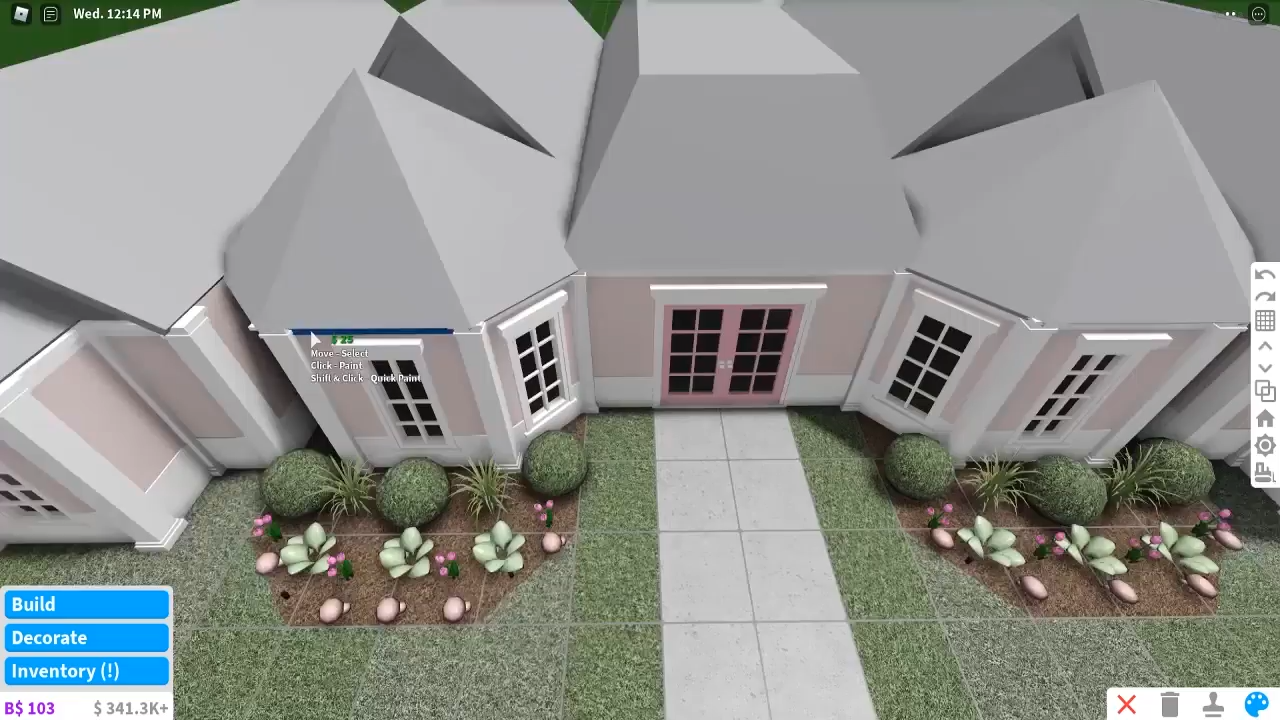 Wed. 12:14 PM
$ 25
Move - Select
Click - Paint
Shift & Click - Quick Paint
Build
Decorate
Inventory (!)
B$ 103 $ 341.3K+